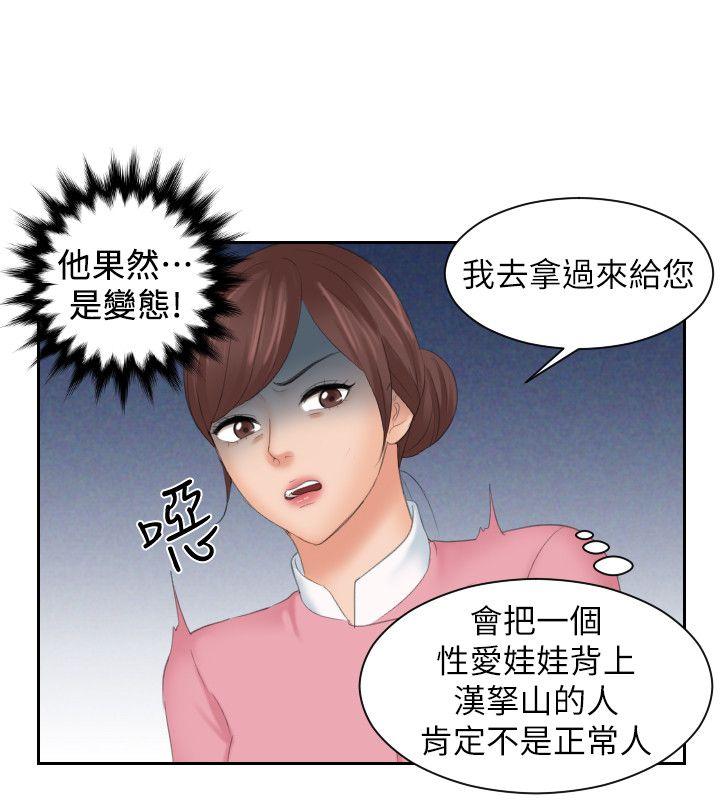 他果然⋯
是變態!
我去拿過來給您
噁
會把一個
性愛娃娃背上
漢拏山的人
肯定不是正常人